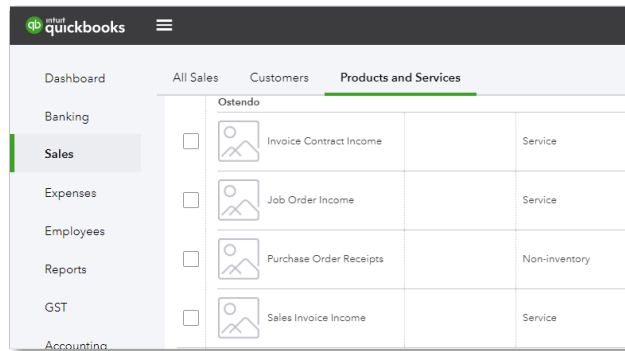 qb intuit quickbooks
Dashboard
Banking
Sales
Expenses
Employees
Reports
GST
Accounting
All Sales Customers Products and Services
Ostendo
Invoice Contract Income Service
Job Order Income Service
Purchase Order Receipts Non-inventory
Sales Invoice Income Service